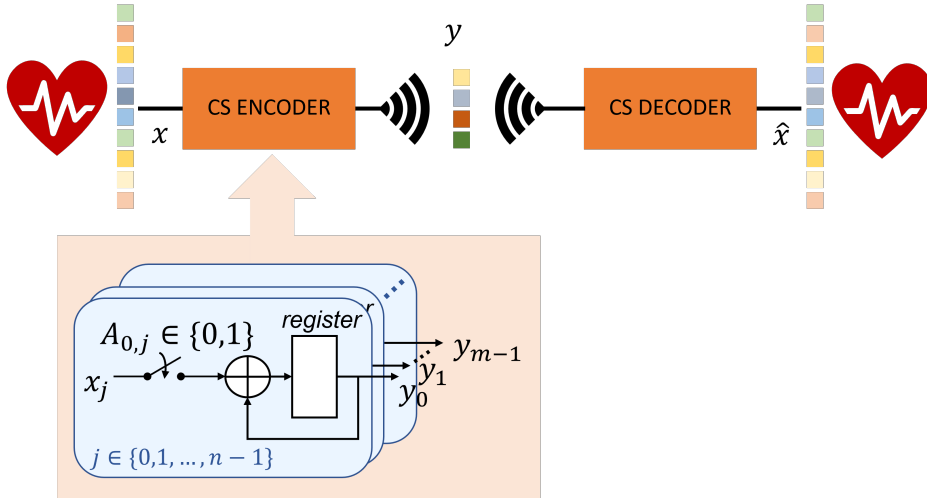 y
CS ENCODER
CS DECODER
x
x̂
register
r
A₀,ⱼ ∈ {0,1}
xⱼ
yₘ₋₁
y₁
y₀
j ∈ {0,1, … , n − 1}